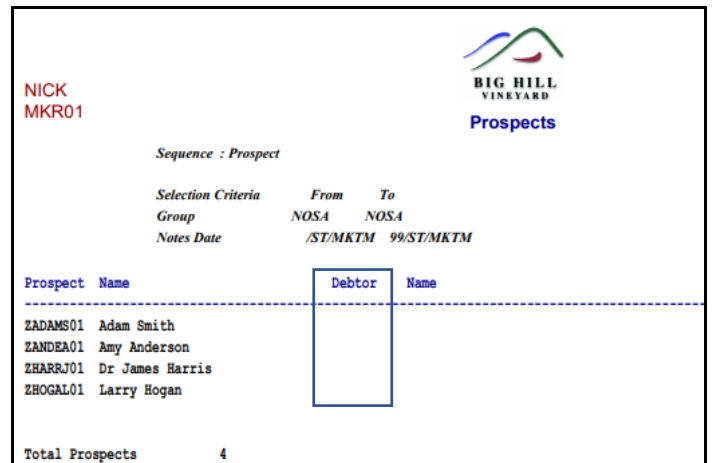 BIG HILL
VINEYARD
NICK
MKR01
Prospects
Sequence : Prospect
Selection Criteria From To
Group NOSA NOSA
Notes Date /ST/MKTM 99/ST/MKTM
Prospect Name Debtor Name
ZADAMS01 Adam Smith
ZANDEA01 Amy Anderson
ZHARRJ01 Dr James Harris
ZHOGAL01 Larry Hogan
Total Prospects 4